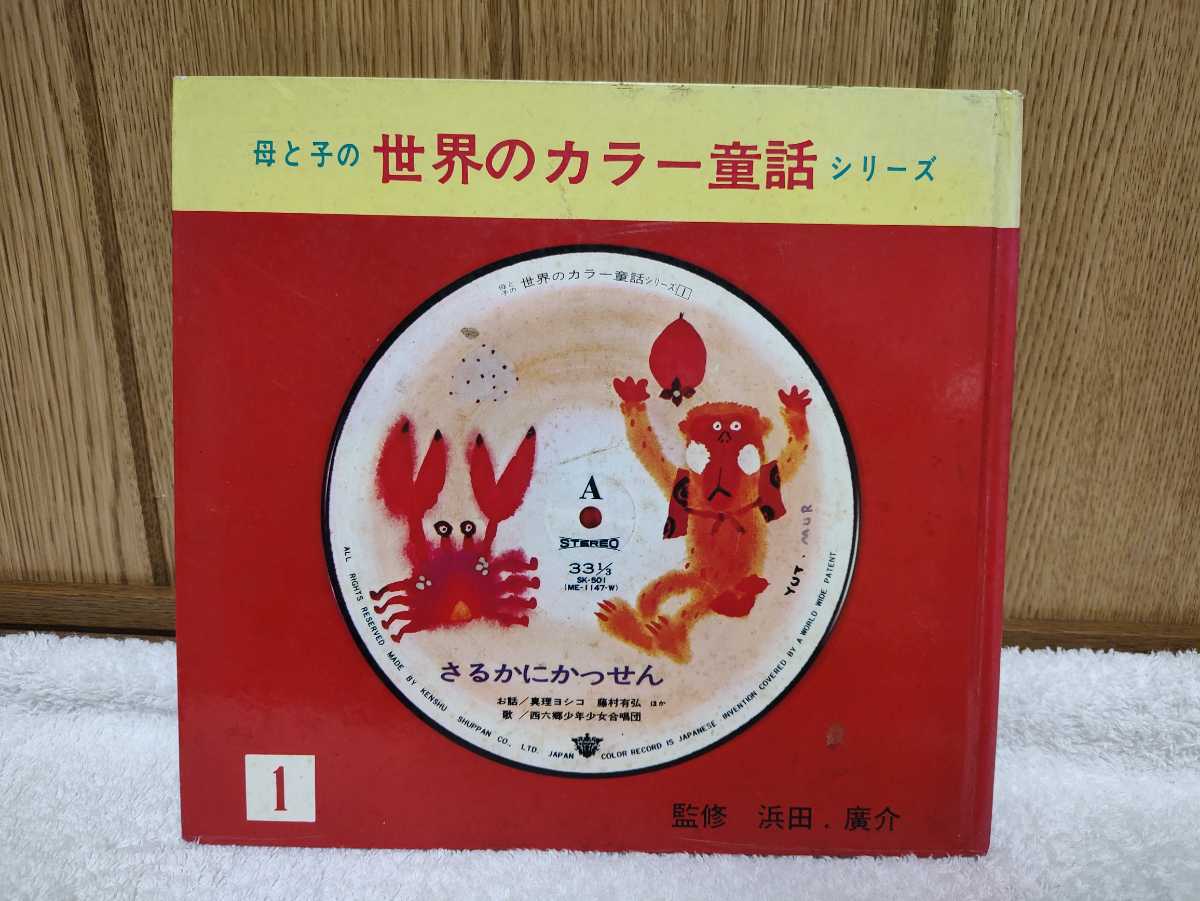 母と子の 世界のカラー童話 シリーズ
母と子の 世界のカラー童話シリーズ 1
A
STEREO
33 1/3
SK-501
(ME-1147-W)
さるかにかっせん
お話/真理ヨシコ 藤村有弘 ほか
歌/西六郷少年少女合唱団
ALL RIGHTS RESERVED MADE BY KENSHU SHUPPAN CO., LTD. JAPAN COLOR RECORD IS JAPANESE INVENTION COVERED BY A WORLD WIDE PATENT
1
監修 浜田.廣介